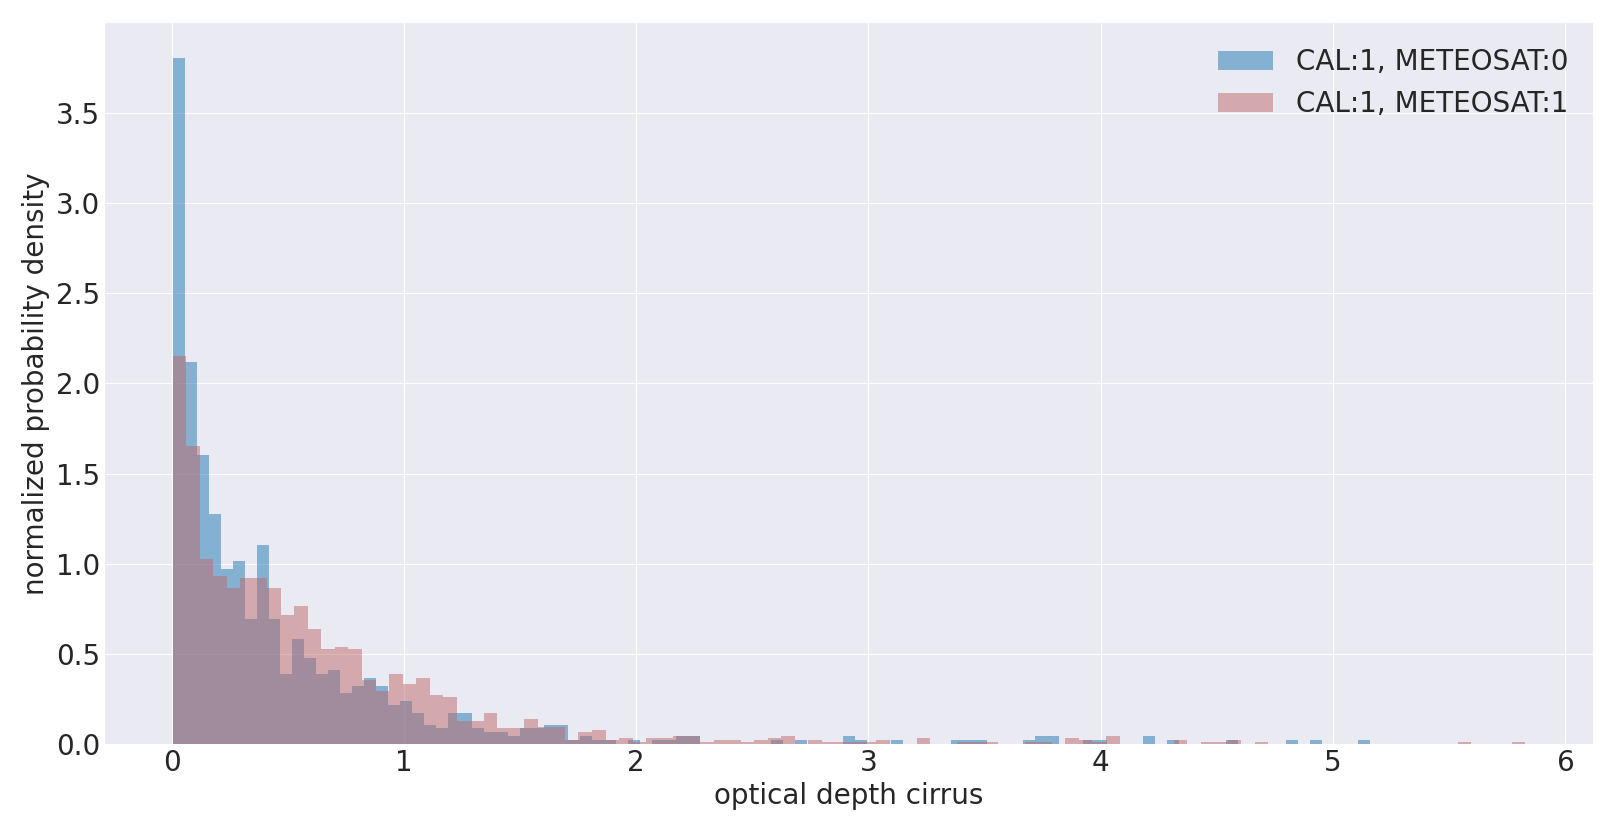 CAL:1, METEOSAT:0
CAL:1, METEOSAT:1
normalized probability density
3.5
3.0
2.5
2.0
1.5
1.0
0.5
0.0
0 1 2 3 4 5 6
optical depth cirrus